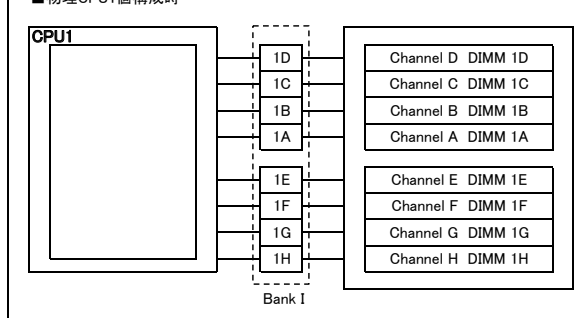 CPU1
1D Channel D DIMM 1D
1C Channel C DIMM 1C
1B Channel B DIMM 1B
1A Channel A DIMM 1A
1E Channel E DIMM 1E
1F Channel F DIMM 1F
1G Channel G DIMM 1G
1H Channel H DIMM 1H
Bank I